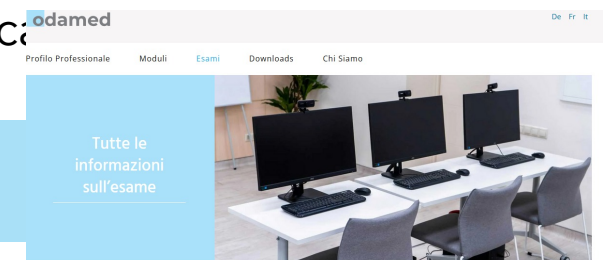 odamed
De Fr It
Profilo Professionale Moduli Esami Downloads Chi Siamo
Tutte le
informazioni
sull'esame